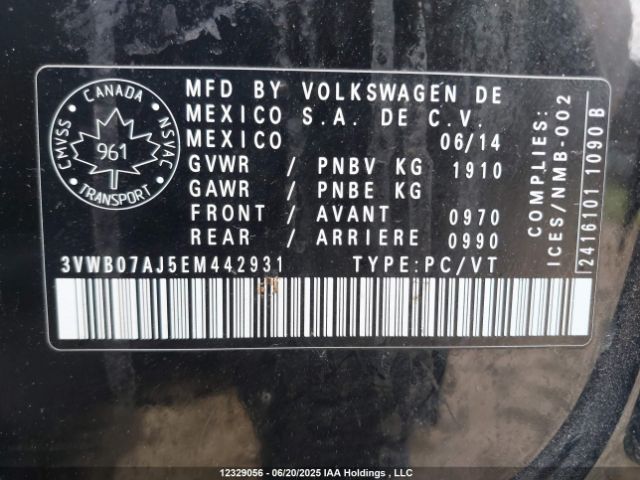 CANADA
CMVSS
NSVAC
961
TRANSPORT
MFD BY VOLKSWAGEN DE
MEXICO S.A. DE C.V.
MEXICO 06/14
GVWR / PNBV KG 1910
GAWR / PNBE KG
FRONT / AVANT 0970
REAR / ARRIERE 0990
3VWB07AJ5EM442931 TYPE:PC/VT
COMPLIES:
ICES/NMB-002
2416101 1090 B
12329056 - 06/20/2025 IAA Holdings , LLC